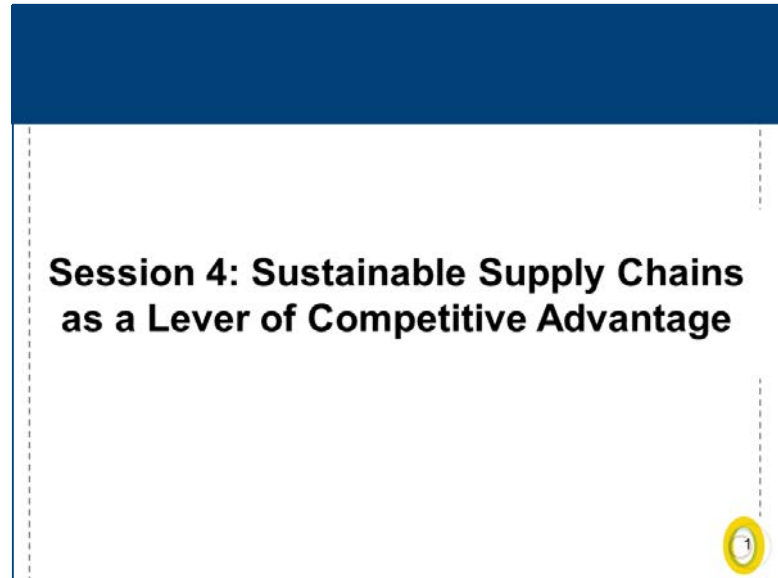 Session 4: Sustainable Supply Chains
as a Lever of Competitive Advantage
1